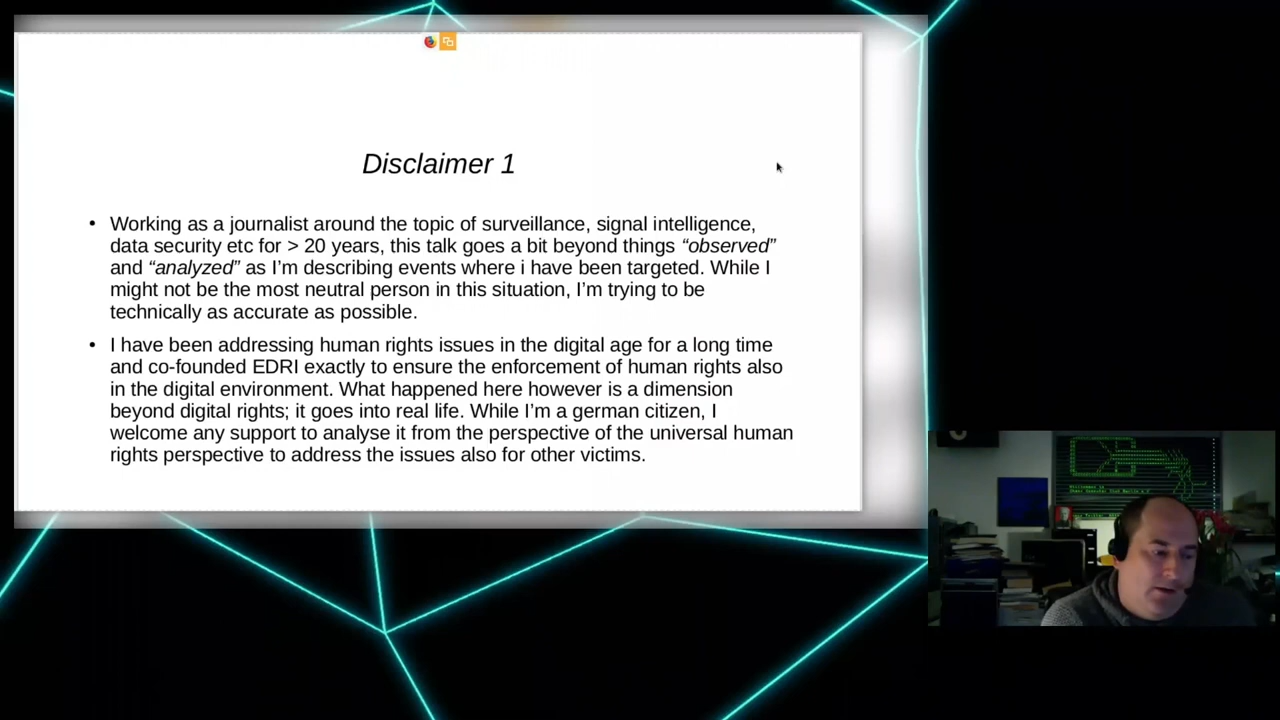 Disclaimer 1
• Working as a journalist around the topic of surveillance, signal intelligence,
data security etc for > 20 years, this talk goes a bit beyond things “observed”
and “analyzed” as I’m describing events where i have been targeted. While I
might not be the most neutral person in this situation, I’m trying to be
technically as accurate as possible.
• I have been addressing human rights issues in the digital age for a long time
and co-founded EDRI exactly to ensure the enforcement of human rights also
in the digital environment. What happened here however is a dimension
beyond digital rights; it goes into real life. While I’m a german citizen, I
welcome any support to analyse it from the perspective of the universal human
rights perspective to address the issues also for other victims.